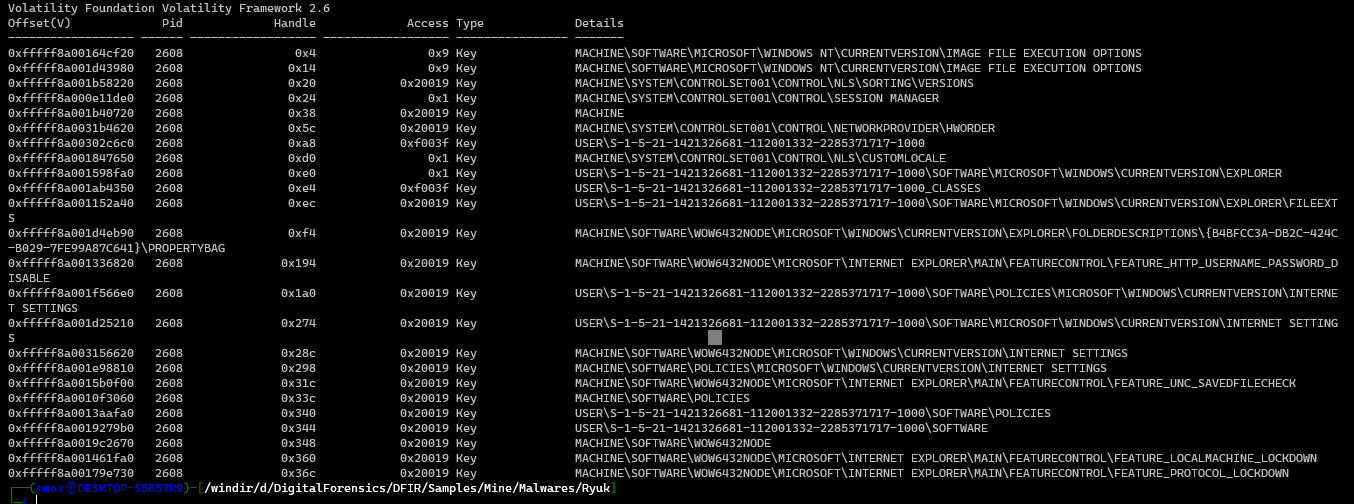 Volatility Foundation Volatility Framework 2.6
Offset(V) Pid Handle Access Type Details
------------------ ------ ------------------ ------------------ ---------------- -------
0xfffff8a00164cf20 2608 0x4 0x9 Key MACHINE\SOFTWARE\MICROSOFT\WINDOWS NT\CURRENTVERSION\IMAGE FILE EXECUTION OPTIONS
0xfffff8a001d43980 2608 0x14 0x9 Key MACHINE\SOFTWARE\MICROSOFT\WINDOWS NT\CURRENTVERSION\IMAGE FILE EXECUTION OPTIONS
0xfffff8a001b58220 2608 0x20 0x20019 Key MACHINE\SYSTEM\CONTROLSET001\CONTROL\NLS\SORTING\VERSIONS
0xfffff8a000e11de0 2608 0x24 0x1 Key MACHINE\SYSTEM\CONTROLSET001\CONTROL\SESSION MANAGER
0xfffff8a001b40720 2608 0x38 0x20019 Key MACHINE
0xfffff8a0031b4620 2608 0x5c 0x20019 Key MACHINE\SYSTEM\CONTROLSET001\CONTROL\NETWORKPROVIDER\HWORDER
0xfffff8a00302c6c0 2608 0xa8 0xf003f Key USER\S-1-5-21-1421326681-112001332-2285371717-1000
0xfffff8a001847650 2608 0xd0 0x1 Key MACHINE\SYSTEM\CONTROLSET001\CONTROL\NLS\CUSTOMLOCALE
0xfffff8a001598fa0 2608 0xe0 0x1 Key USER\S-1-5-21-1421326681-112001332-2285371717-1000\SOFTWARE\MICROSOFT\WINDOWS\CURRENTVERSION\EXPLORER
0xfffff8a001ab4350 2608 0xe4 0xf003f Key USER\S-1-5-21-1421326681-112001332-2285371717-1000_CLASSES
0xfffff8a001152a40 2608 0xec 0x20019 Key USER\S-1-5-21-1421326681-112001332-2285371717-1000\SOFTWARE\MICROSOFT\WINDOWS\CURRENTVERSION\EXPLORER\FILEEXT
S
0xfffff8a001d4eb90 2608 0xf4 0x20019 Key MACHINE\SOFTWARE\WOW6432NODE\MICROSOFT\WINDOWS\CURRENTVERSION\EXPLORER\FOLDERDESCRIPTIONS\{B4BFCC3A-DB2C-424C
-B029-7FE99A87C641}\PROPERTYBAG
0xfffff8a001336820 2608 0x194 0x20019 Key MACHINE\SOFTWARE\WOW6432NODE\MICROSOFT\INTERNET EXPLORER\MAIN\FEATURECONTROL\FEATURE_HTTP_USERNAME_PASSWORD_D
ISABLE
0xfffff8a001f566e0 2608 0x1a0 0x20019 Key USER\S-1-5-21-1421326681-112001332-2285371717-1000\SOFTWARE\POLICIES\MICROSOFT\WINDOWS\CURRENTVERSION\INTERNE
T SETTINGS
0xfffff8a001d25210 2608 0x274 0x20019 Key USER\S-1-5-21-1421326681-112001332-2285371717-1000\SOFTWARE\MICROSOFT\WINDOWS\CURRENTVERSION\INTERNET SETTING
S
0xfffff8a003156620 2608 0x28c 0x20019 Key MACHINE\SOFTWARE\WOW6432NODE\MICROSOFT\WINDOWS\CURRENTVERSION\INTERNET SETTINGS
0xfffff8a001e98810 2608 0x298 0x20019 Key MACHINE\SOFTWARE\POLICIES\MICROSOFT\WINDOWS\CURRENTVERSION\INTERNET SETTINGS
0xfffff8a0015b0f00 2608 0x31c 0x20019 Key MACHINE\SOFTWARE\WOW6432NODE\MICROSOFT\INTERNET EXPLORER\MAIN\FEATURECONTROL\FEATURE_UNC_SAVEDFILECHECK
0xfffff8a0010f3060 2608 0x33c 0x20019 Key MACHINE\SOFTWARE\POLICIES
0xfffff8a0013aafa0 2608 0x340 0x20019 Key USER\S-1-5-21-1421326681-112001332-2285371717-1000\SOFTWARE\POLICIES
0xfffff8a0019279b0 2608 0x344 0x20019 Key USER\S-1-5-21-1421326681-112001332-2285371717-1000\SOFTWARE
0xfffff8a0019c2670 2608 0x348 0x20019 Key MACHINE\SOFTWARE\WOW6432NODE
0xfffff8a001461fa0 2608 0x360 0x20019 Key MACHINE\SOFTWARE\WOW6432NODE\MICROSOFT\INTERNET EXPLORER\MAIN\FEATURECONTROL\FEATURE_LOCALMACHINE_LOCKDOWN
0xfffff8a00179e730 2608 0x36c 0x20019 Key MACHINE\SOFTWARE\WOW6432NODE\MICROSOFT\INTERNET EXPLORER\MAIN\FEATURECONTROL\FEATURE_PROTOCOL_LOCKDOWN
(mmox㉿DESKTOP-S5857K9)-[/windir/d/DigitalForensics/DFIR/Samples/Mine/Malwares/Ryuk]